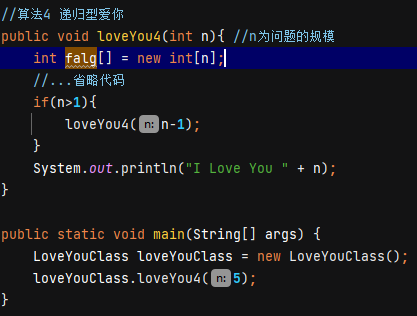 //算法4 递归型爱你
public void loveYou4(int n){ //n为问题的规模
int falg[] = new int[n];
//...省略代码
if(n>1){
loveYou4( n: n-1);
}
System.out.println("I Love You " + n);
}
public static void main(String[] args) {
LoveYouClass loveYouClass = new LoveYouClass();
loveYouClass.loveYou4( n: 5);
}